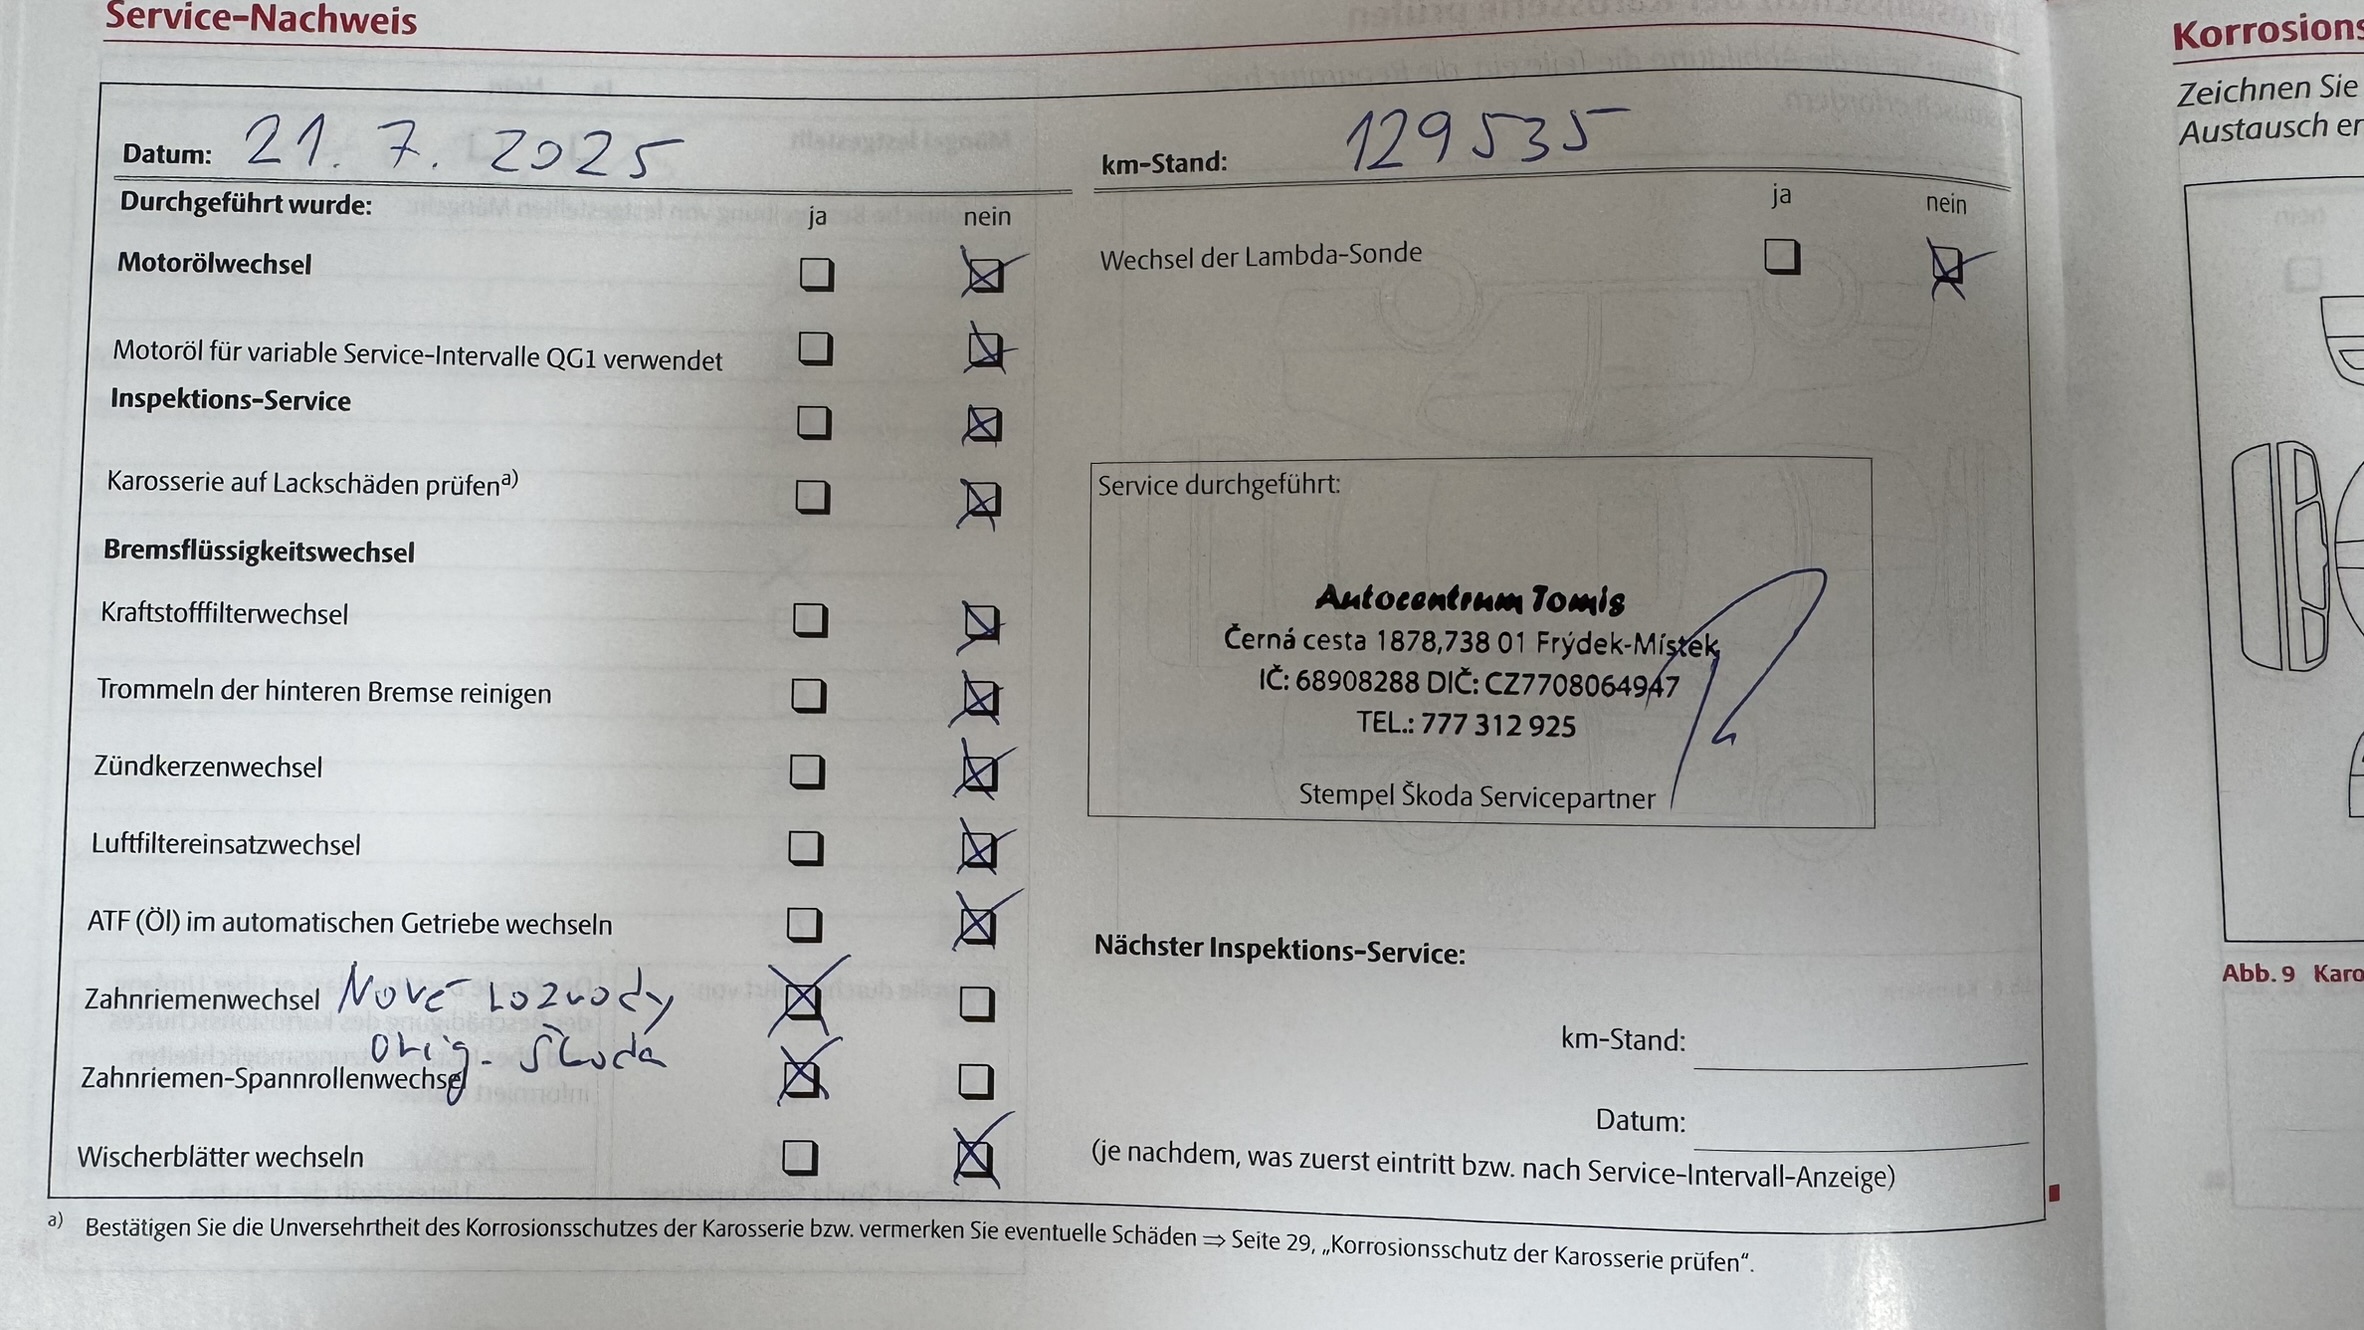 Service-Nachweis
Datum: 21. 7. 2025
km-Stand: 129535
Durchgeführt wurde:
ja nein
Motorölwechsel
Motoröl für variable Service-Intervalle QG1 verwendet
Inspektions-Service
Karosserie auf Lackschäden prüfen a)
Bremsflüssigkeitswechsel
Kraftstofffilterwechsel
Trommeln der hinteren Bremse reinigen
Zündkerzenwechsel
Luftfiltereinsatzwechsel
ATF (Öl) im automatischen Getriebe wechseln
Zahnriemenwechsel Nové rozvody
orig. Škoda
Zahnriemen-Spannrollenwechsel
Wischerblätter wechseln
ja nein
Wechsel der Lambda-Sonde
Service durchgeführt:
Autocentrum Tomis
Černá cesta 1878,738 01 Frýdek-Místek
IČ: 68908288 DIČ: CZ7708064947
TEL.: 777 312 925
Stempel Škoda Servicepartner
Nächster Inspektions-Service:
km-Stand:
Datum:
(je nachdem, was zuerst eintritt bzw. nach Service-Intervall-Anzeige)
a) Bestätigen Sie die Unversehrtheit des Korrosionsschutzes der Karosserie bzw. vermerken Sie eventuelle Schäden ⇒ Seite 29, „Korrosionsschutz der Karosserie prüfen“.
Korrosions
Zeichnen Sie
Austausch er
Abb. 9 Karo